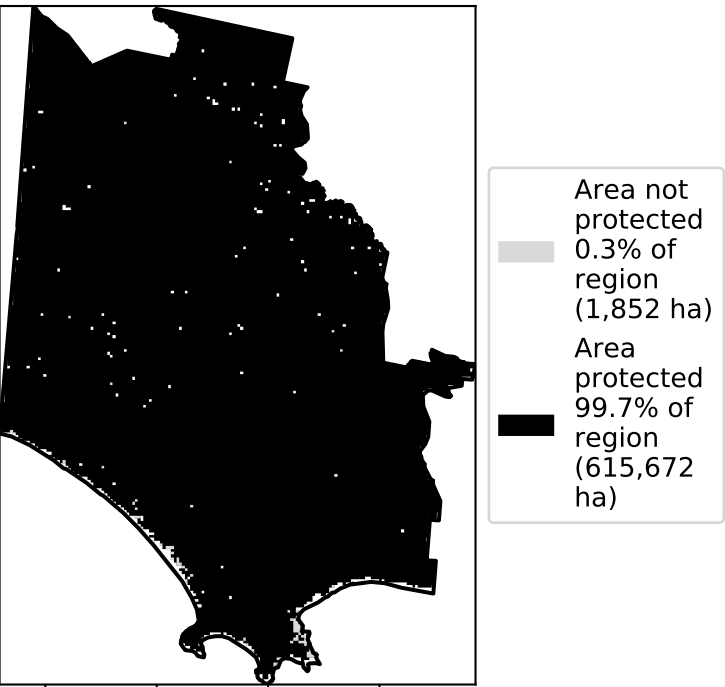 Area not
protected
0.3% of
region
(1,852 ha)
Area
protected
99.7% of
region
(615,672
ha)